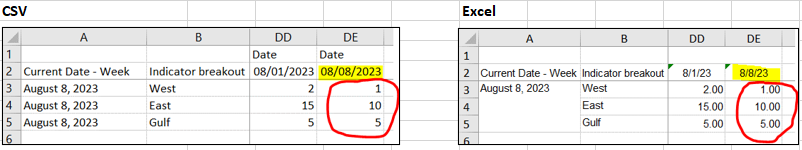 CSV
A B DD DE
1 Date Date
2 Current Date - Week Indicator breakout 08/01/2023 08/08/2023
3 August 8, 2023 West 2 1
4 August 8, 2023 East 15 10
5 August 8, 2023 Gulf 5 5
6
Excel
A B DD DE
1
2 Current Date - Week Indicator breakout 8/1/23 8/8/23
3 August 8, 2023 West 2.00 1.00
4 East 15.00 10.00
5 Gulf 5.00 5.00
6